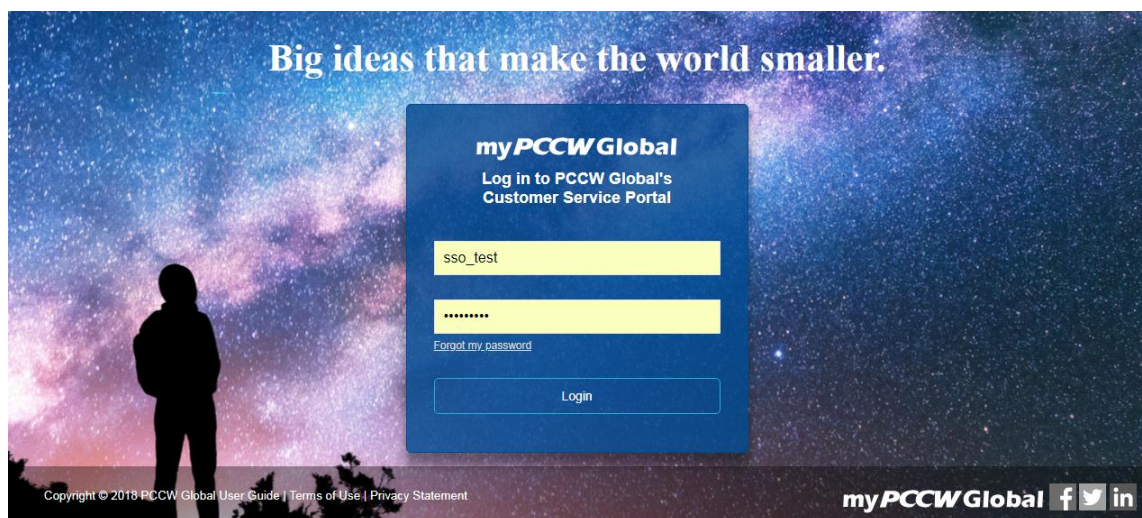 Big ideas that make the world smaller.
myPCCWGlobal
Log in to PCCW Global's
Customer Service Portal
sso_test
•••••••••
Forgot my password
Login
Copyright © 2018 PCCW Global User Guide | Terms of Use | Privacy Statement
myPCCWGlobal f in